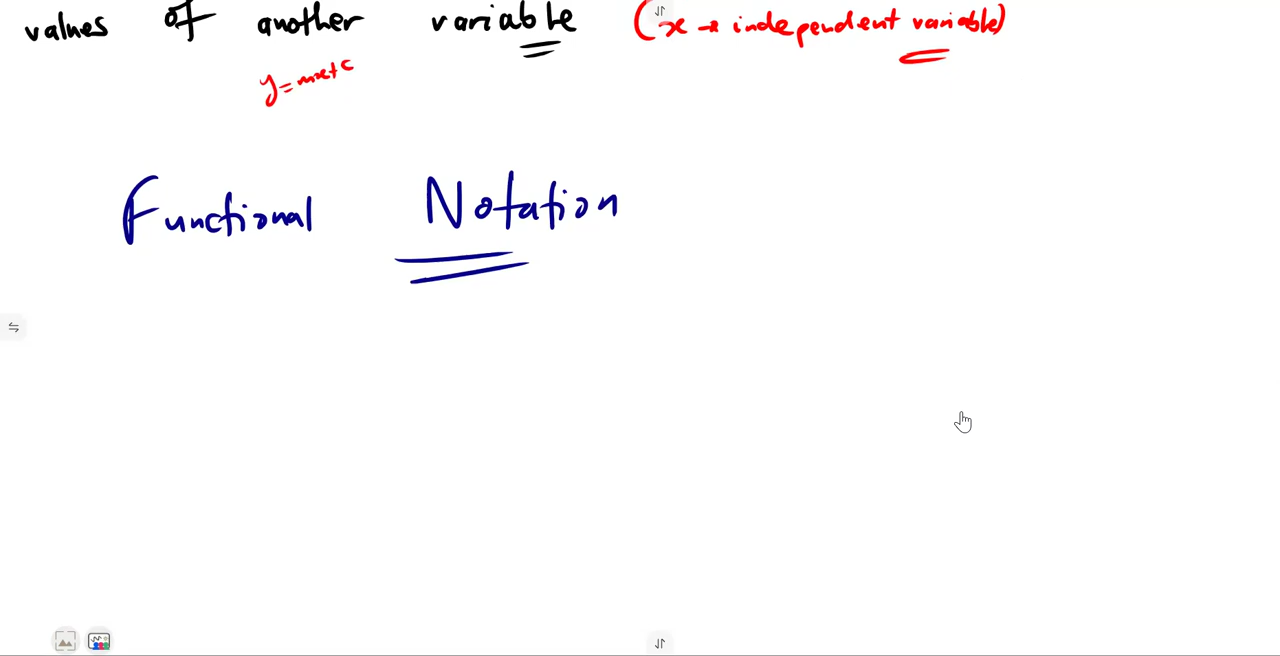 values of another variable (x → independent variable)
y = mx + c
Functional Notation